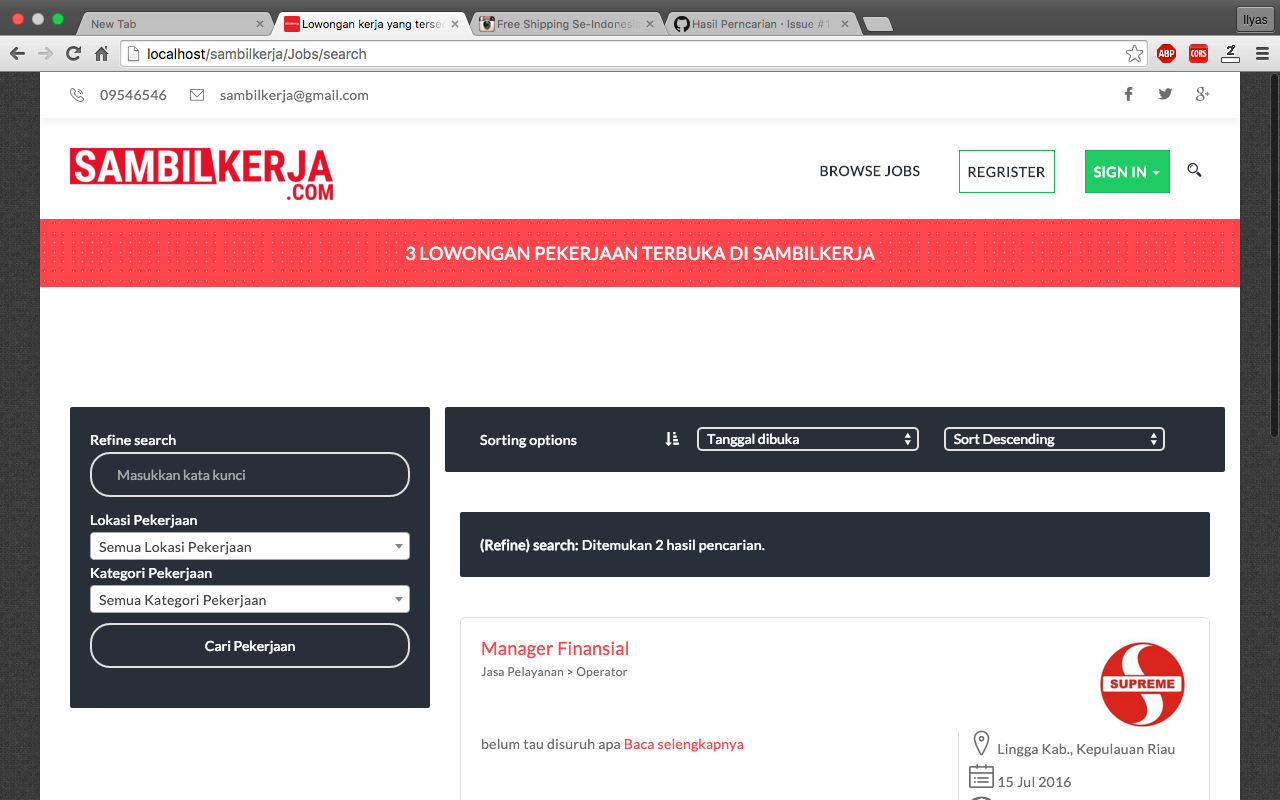 Ilyas
New Tab
Lowongan kerja yang terse
Free Shipping Se-Indones
Hasil Perncarian · Issue #1
localhost/sambilkerja/Jobs/search
ABP
CORS
09546546
sambilkerja@gmail.com
SAMBILKERJA
.COM
BROWSE JOBS
REGRISTER
SIGN IN
3 LOWONGAN PEKERJAAN TERBUKA DI SAMBILKERJA
Refine search
Masukkan kata kunci
Lokasi Pekerjaan
Semua Lokasi Pekerjaan
Kategori Pekerjaan
Semua Kategori Pekerjaan
Cari Pekerjaan
Sorting options
Tanggal dibuka
Sort Descending
(Refine) search: Ditemukan 2 hasil pencarian.
Manager Finansial
Jasa Pelayanan > Operator
SUPREME
belum tau disuruh apa Baca selengkapnya
Lingga Kab., Kepulauan Riau
15 Jul 2016